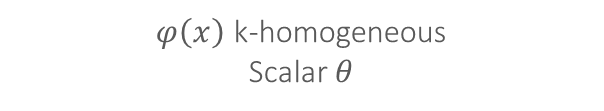 φ(x) k-homogeneous
Scalar θ